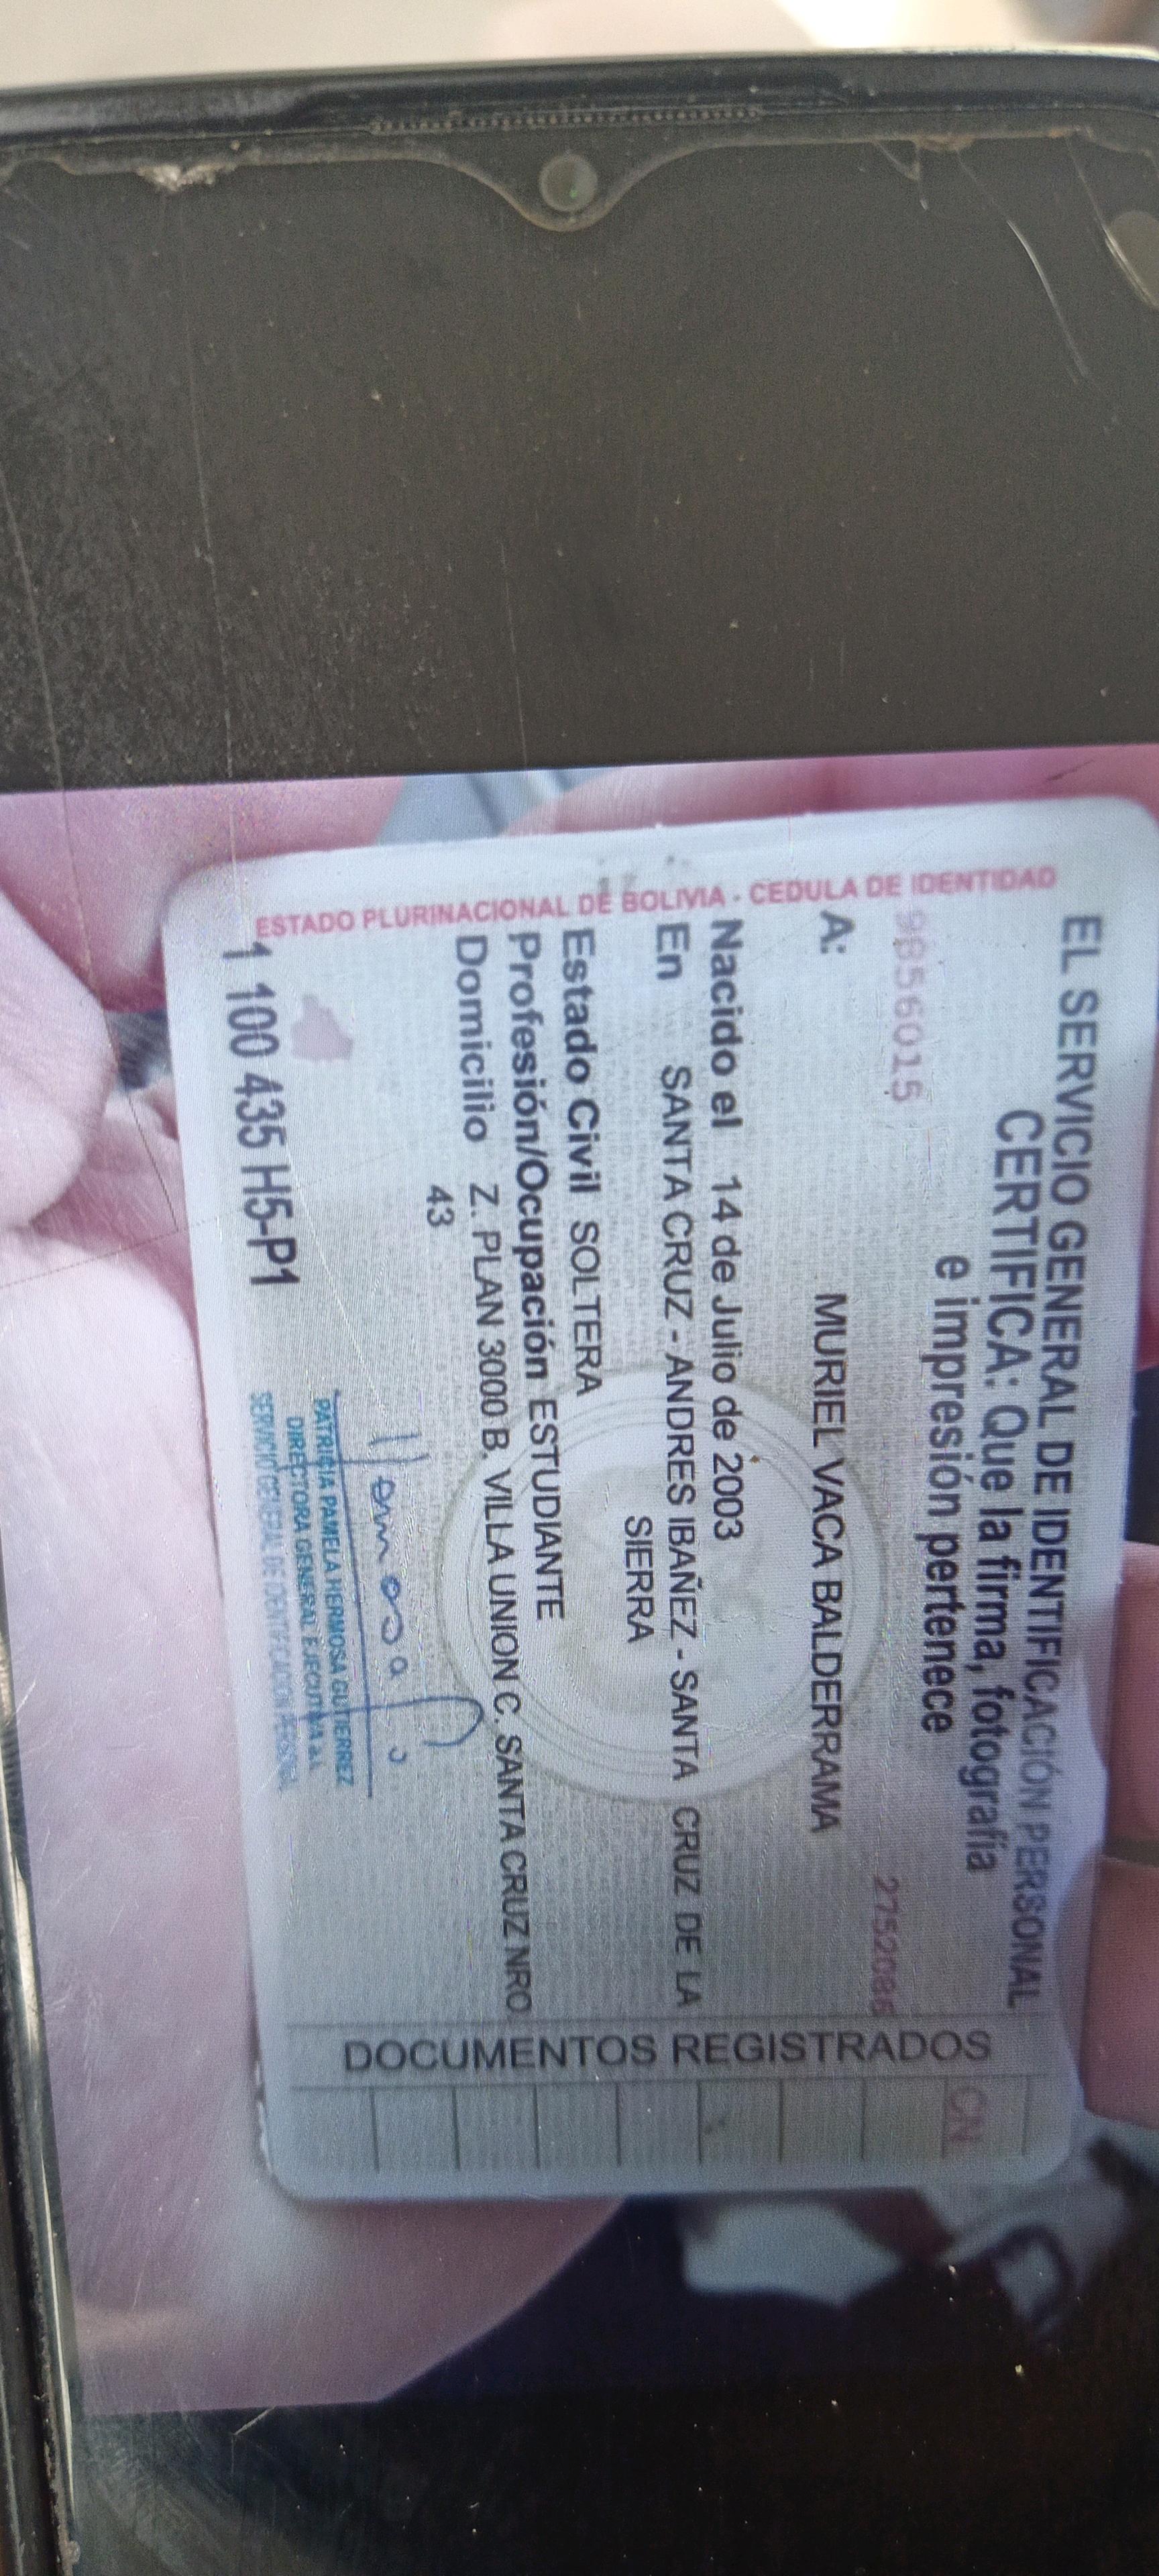 ESTADO PLURINACIONAL DE BOLIVIA - CEDULA DE IDENTIDAD
EL SERVICIO GENERAL DE IDENTIFICACIÓN PERSONAL
CERTIFICA: Que la firma, fotografía
e impresión pertenece
A: MURIEL VACA BALDERRAMA
Nacido el 14 de Julio de 2003
En SANTA CRUZ - ANDRES IBAÑEZ - SANTA CRUZ DE LA
SIERRA
Estado Civil SOLTERA
Profesión/Ocupación ESTUDIANTE
Domicilio Z. PLAN 3000 B. VILLA UNION C. SANTA CRUZ NRO
43
PATRICIA PAMELA HERMOSA GUTIERREZ
DIRECTORA GENERAL EJECUTIVA a.i.
SERVICIO GENERAL DE IDENTIFICACIÓN PERSONAL
1 100 435 H5-P1
DOCUMENTOS REGISTRADOS
CN